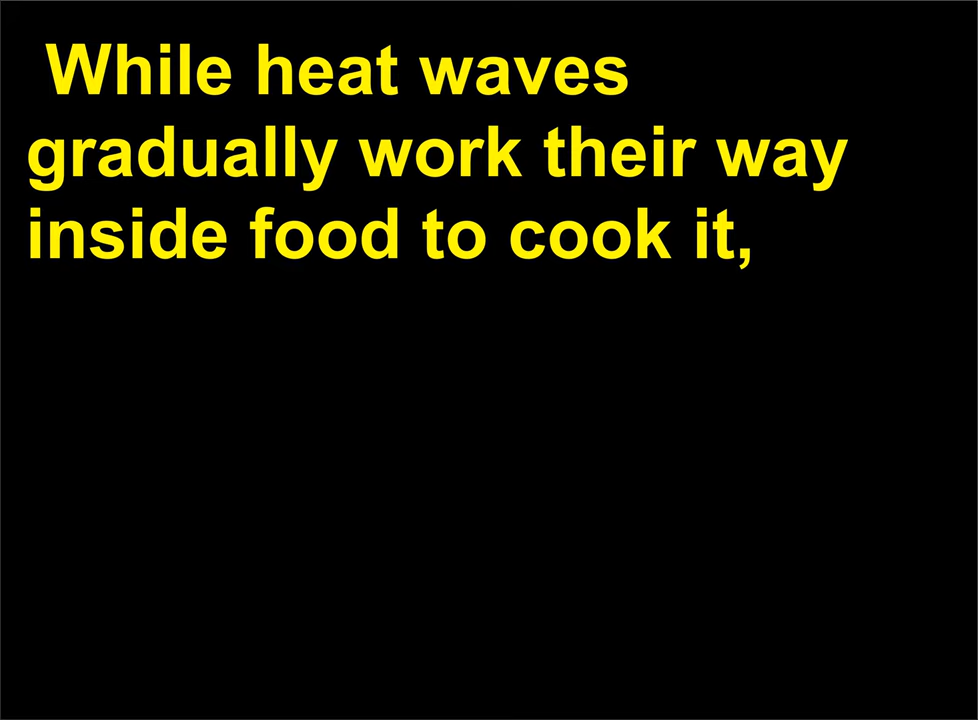 While heat waves
gradually work their way
inside food to cook it,